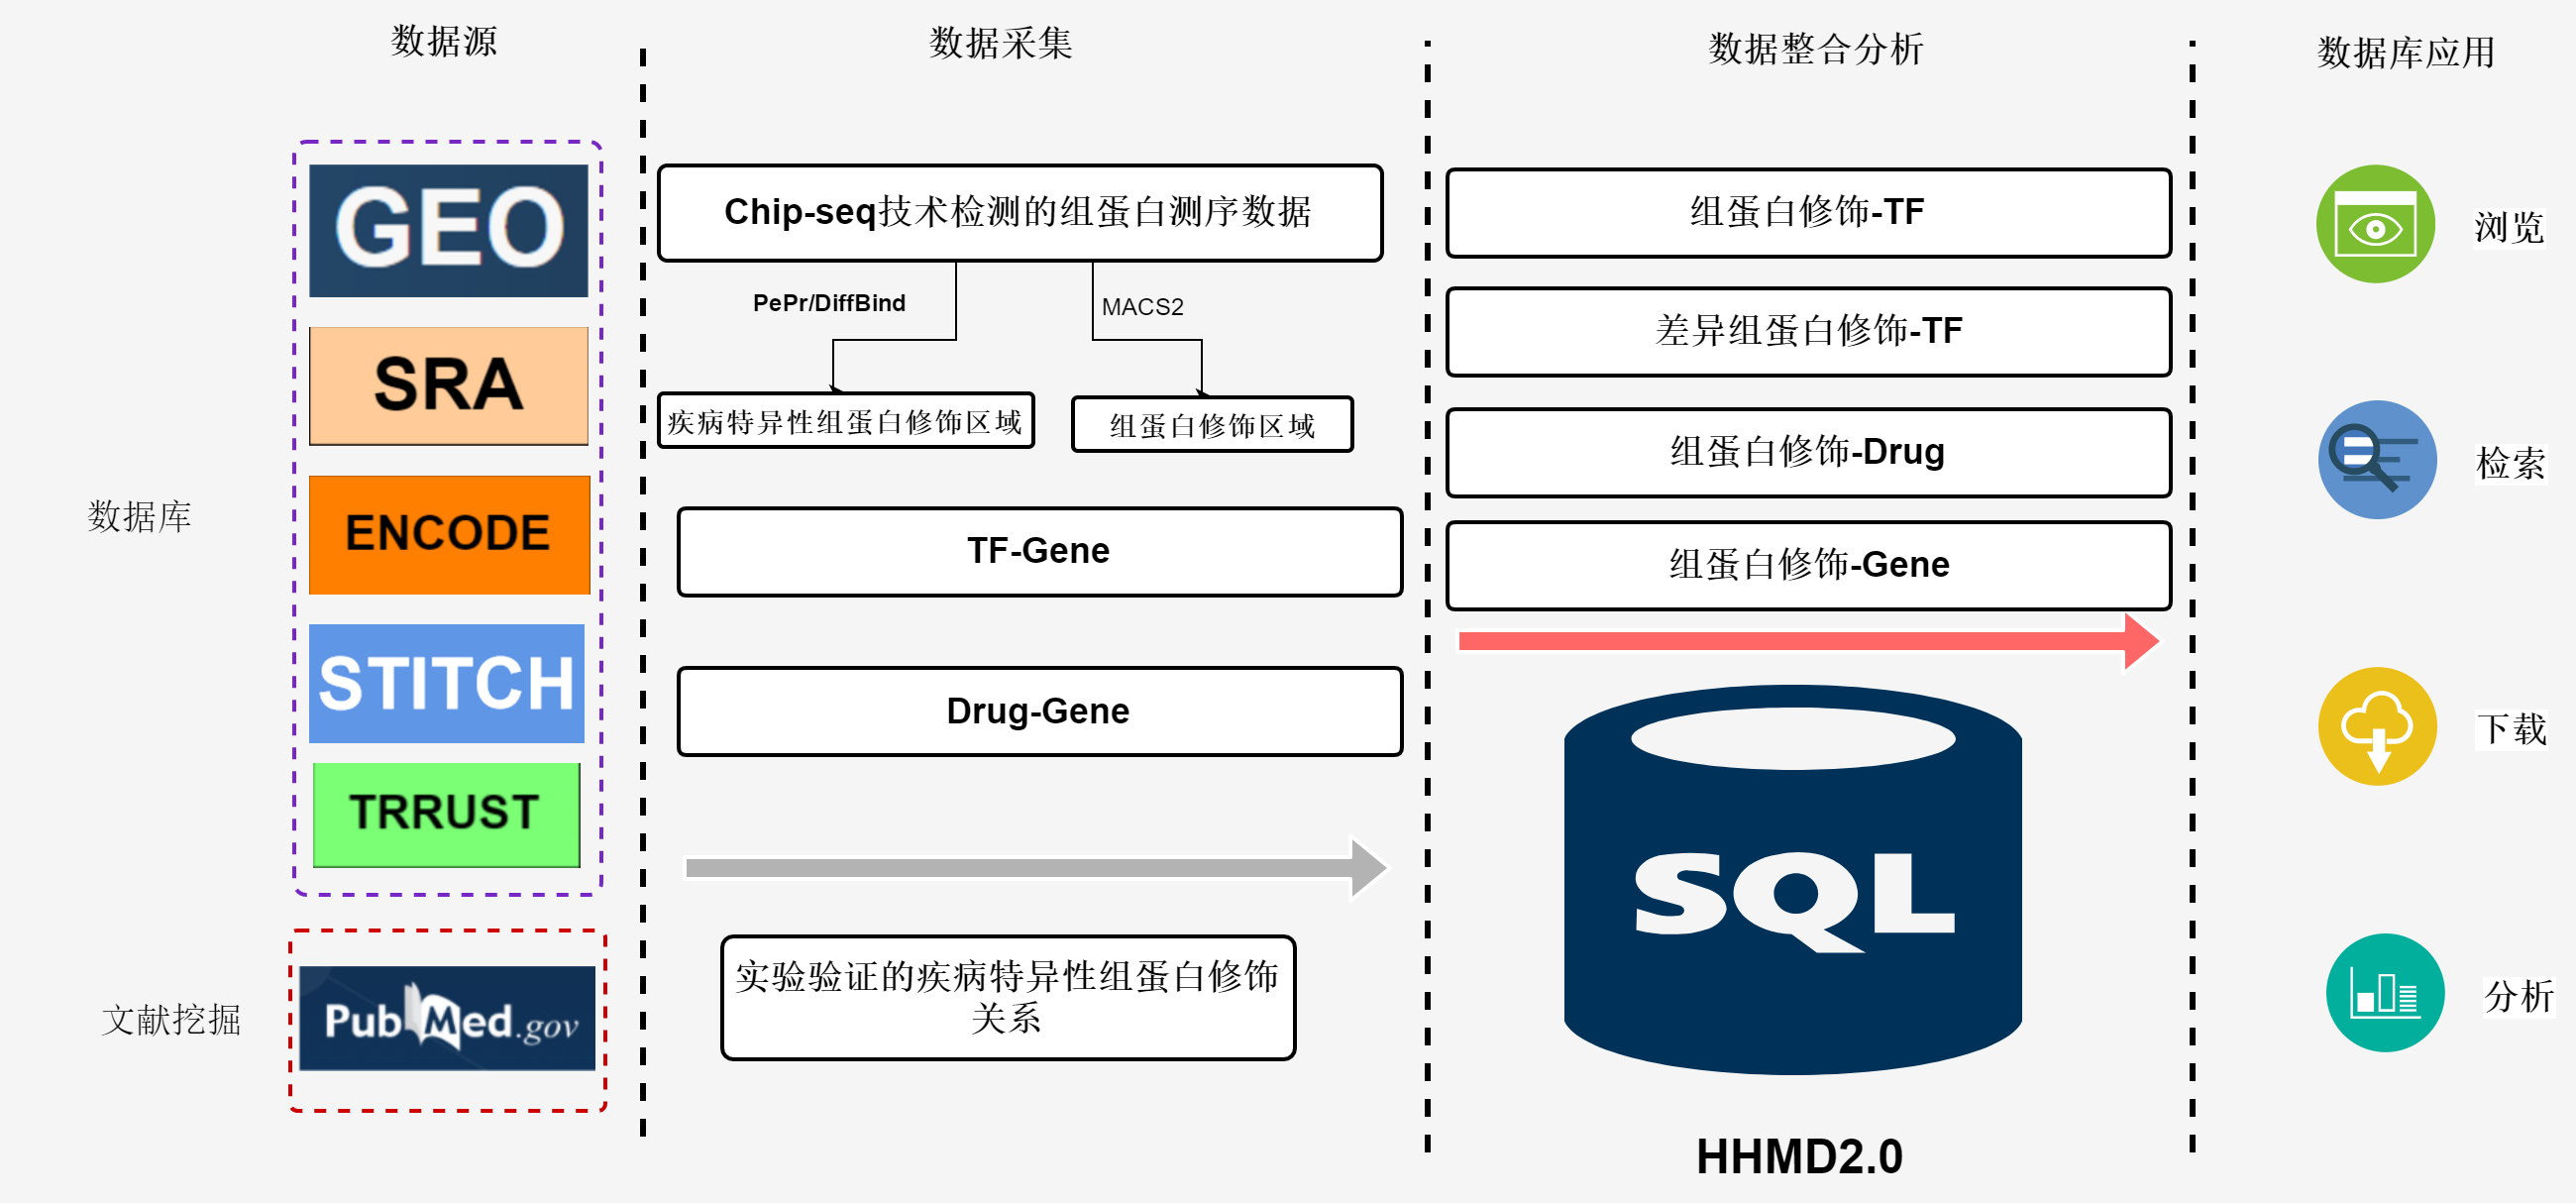 数据源
数据采集
数据整合分析
数据库应用
数据库
GEO
SRA
ENCODE
STITCH
TRRUST
文献挖掘
PubMed.gov
Chip-seq技术检测的组蛋白测序数据
PePr/DiffBind
MACS2
疾病特异性组蛋白修饰区域
组蛋白修饰区域
TF-Gene
Drug-Gene
实验验证的疾病特异性组蛋白修饰
关系
组蛋白修饰-TF
差异组蛋白修饰-TF
组蛋白修饰-Drug
组蛋白修饰-Gene
SQL
HHMD2.0
浏览
检索
下载
分析